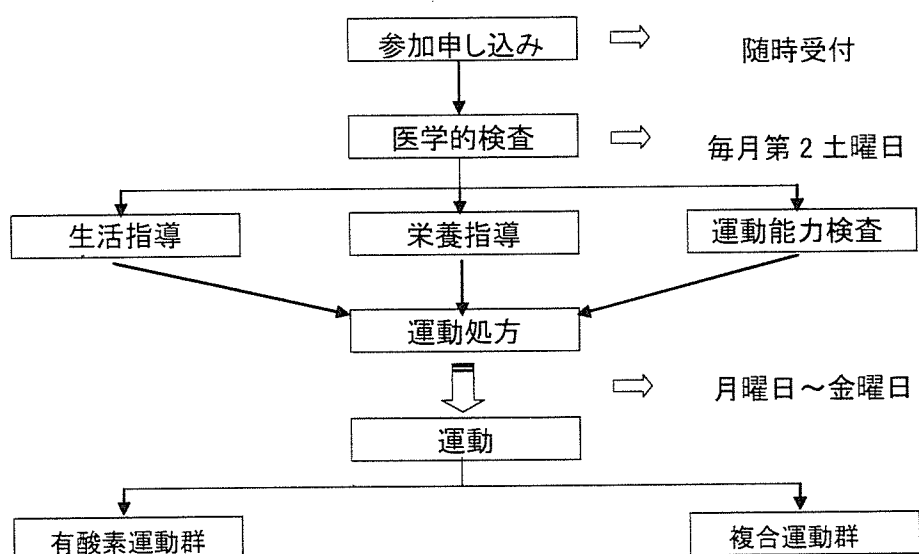 参加申し込み
随時受付
医学的検査
毎月第2土曜日
生活指導
栄養指導
運動能力検査
運動処方
月曜日～金曜日
運動
有酸素運動群
複合運動群